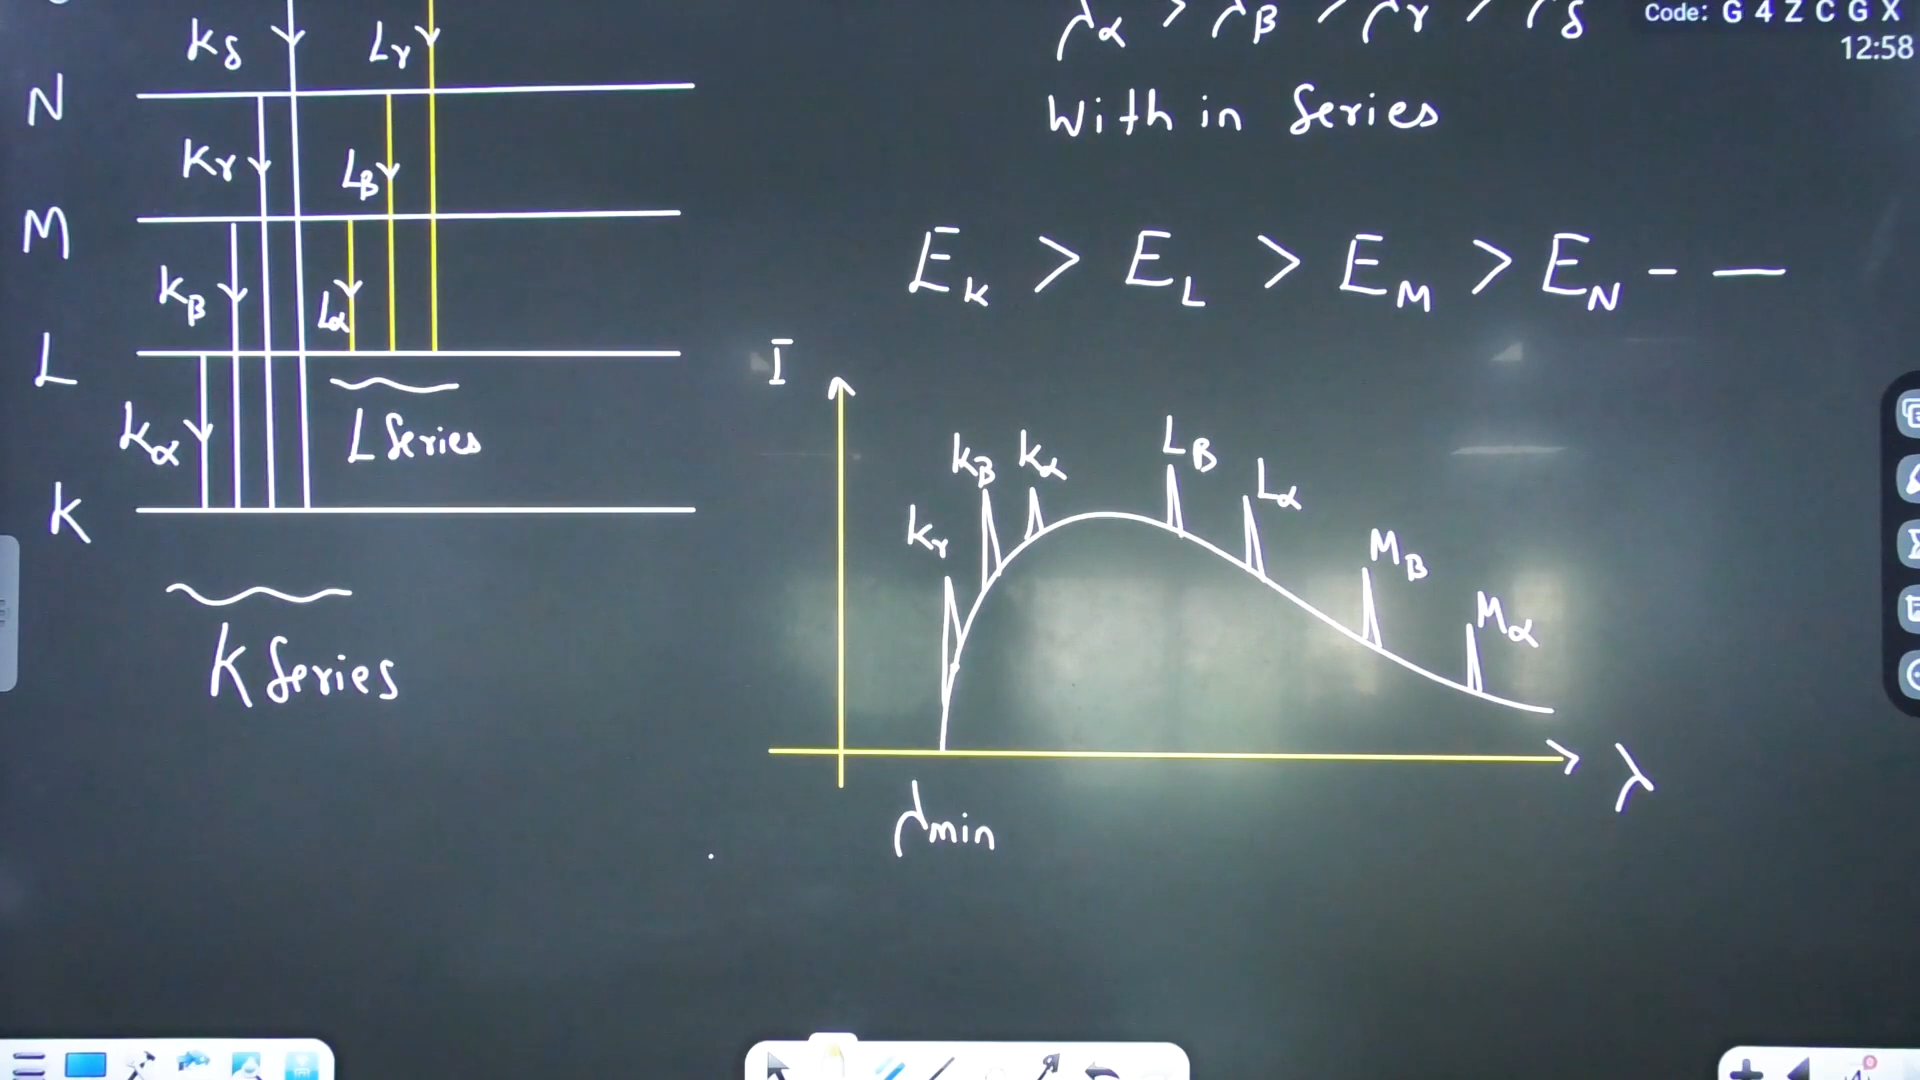 λα > λβ > λγ > λδ
With in Series
Code: G 4 Z C G X
12:58
Kδ Lγ
N
Kγ Lβ
M
Kβ Lα
L
Kα L Series
K
K Series
EK > EL > EM > EN - —
I
Kγ Kβ Kα Lβ Lα Mβ Mα
λmin
λ